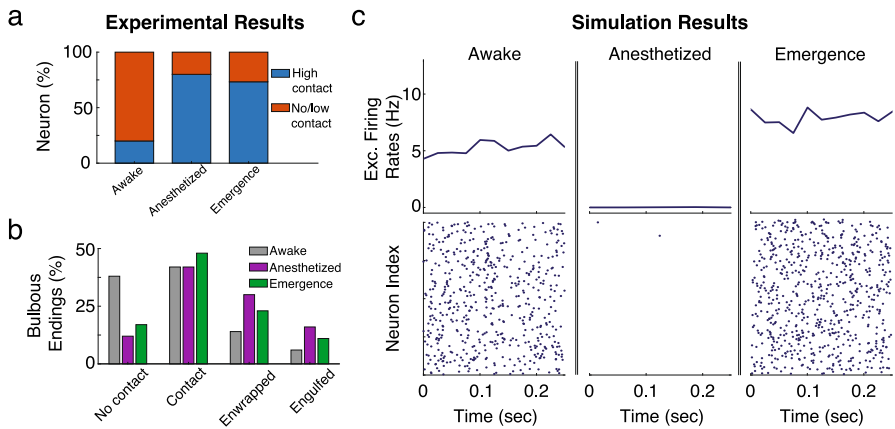 a
Experimental Results
100
50
0
Neuron (%)
High
contact
No/low
contact
Awake
Anesthetized
Emergence
b
50
25
0
Bulbous
Endings (%)
Awake
Anesthetized
Emergence
No contact
Contact
Enwrapped
Engulfed
c
Simulation Results
Awake
Anesthetized
Emergence
10
5
0
Exc. Firing
Rates (Hz)
Neuron Index
0
0.1
0.2
0
0.1
0.2
0
0.1
0.2
Time (sec)
Time (sec)
Time (sec)